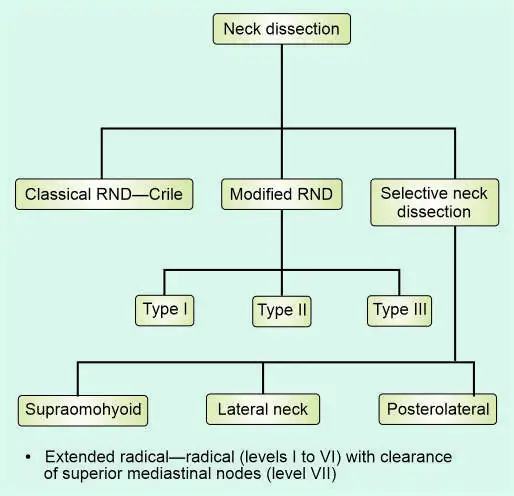 Neck dissection
Classical RND—Crile
Modified RND
Selective neck
dissection
Type I
Type II
Type III
Supraomohyoid
Lateral neck
Posterolateral
• Extended radical—radical (levels I to VI) with clearance
of superior mediastinal nodes (level VII)